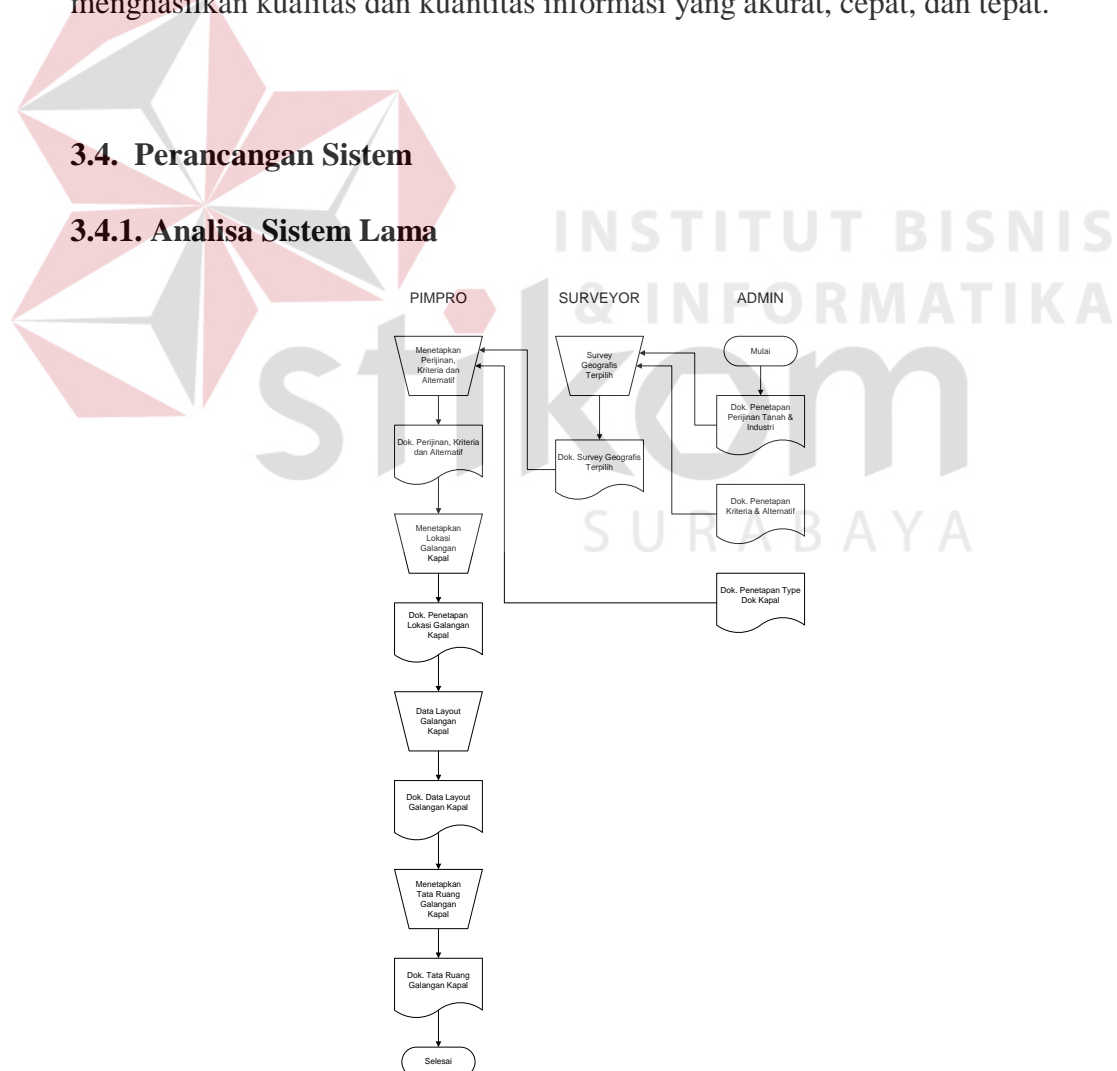 menghasilkan kualitas dan kuantitas informasi yang akurat, cepat, dan tepat.
3.4. Perancangan Sistem
3.4.1. Analisa Sistem Lama
INSTITUT BISNIS
& INFORMATIKA
stikom
SURABAYA
PIMPRO
SURVEYOR
ADMIN
Menetapkan
Perijinan,
Kriteria dan
Alternatif
Survey
Geografis
Terpilih
Mulai
Dok. Penetapan
Perijinan Tanah &
Industri
Dok. Perijinan, Kriteria
dan Alternatif
Dok. Survey Geografis
Terpilih
Dok. Penetapan
Kriteria & Alternatif
Menetapkan
Lokasi
Galangan
Kapal
Dok. Penetapan Type
Dok Kapal
Dok. Penetapan
Lokasi Galangan
Kapal
Data Layout
Galangan
Kapal
Dok. Data Layout
Galangan Kapal
Menetapkan
Tata Ruang
Galangan
Kapal
Dok. Tata Ruang
Galangan Kapal
Selesai